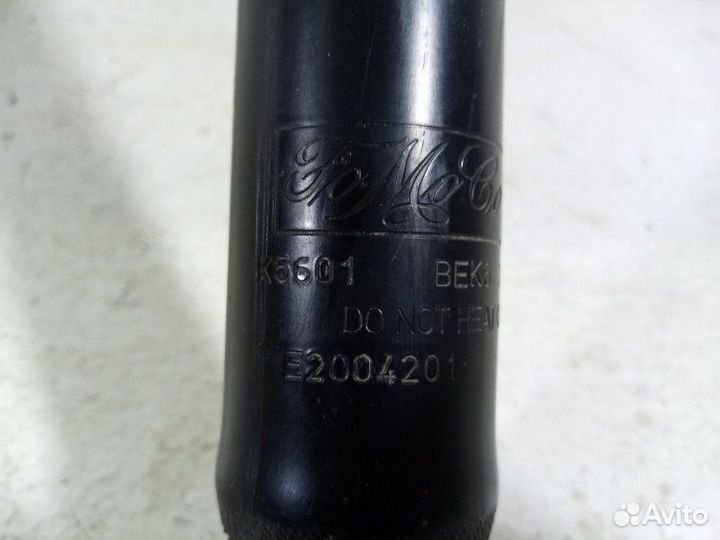 FoMoCo
K5601 BEK
DO NOT HEAT
E2004201
Avito